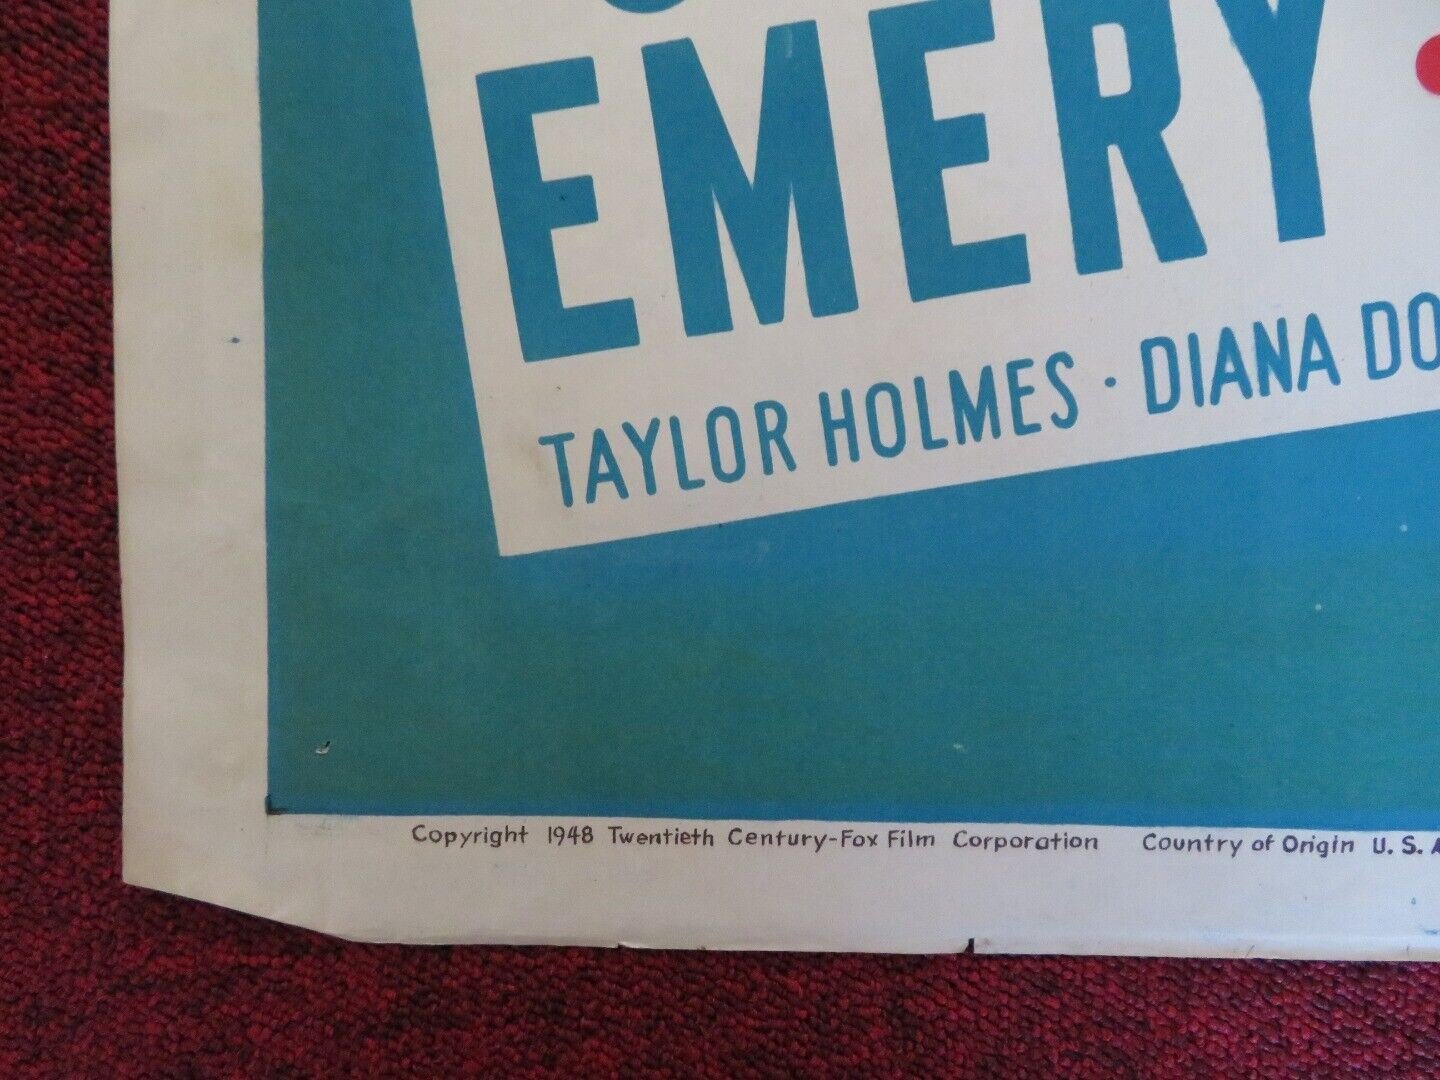 EMERY •
TAYLOR HOLMES · DIANA DO
Copyright 1948 Twentieth Century-Fox Film Corporation Country of Origin U. S. A